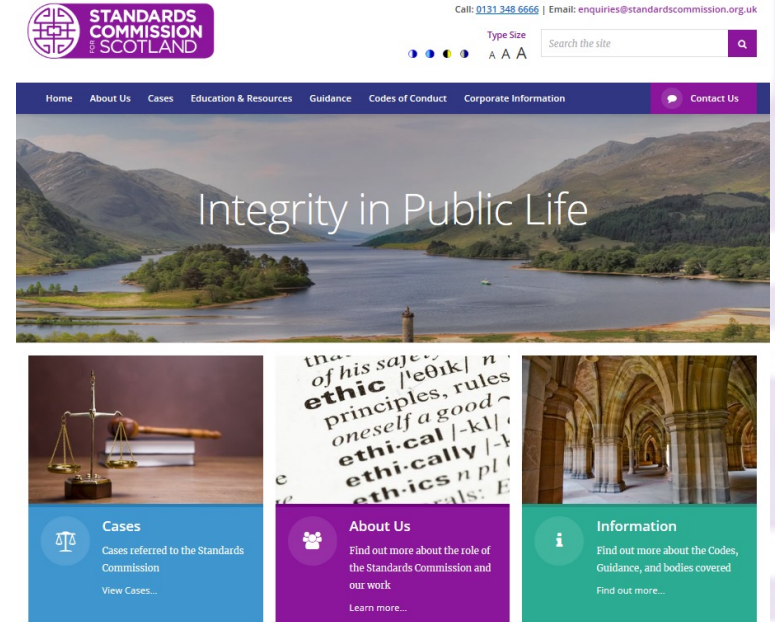 STANDARDS
COMMISSION
FOR SCOTLAND
Call: 0131 348 6666 | Email: enquiries@standardscommission.org.uk
Type Size
A A A
Search the site
Home About Us Cases Education & Resources Guidance Codes of Conduct Corporate Information Contact Us
Integrity in Public Life
of his safety
ethic |'eθɪk| n
principles, rules
oneself a good
ethi·cal |-kl|
ethi·cally |-k
eth·ics n pl
Cases
Cases referred to the Standards
Commission
View Cases...
About Us
Find out more about the role of
the Standards Commission and
our work
Learn more...
Information
Find out more about the Codes,
Guidance, and bodies covered
Find out more...